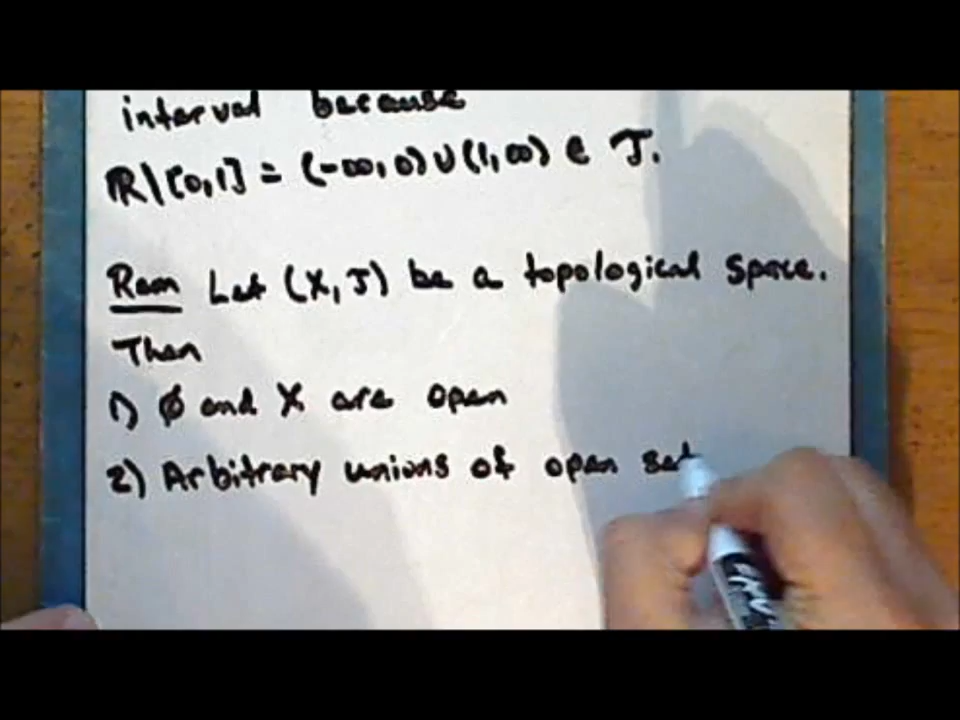 interval because
ℝ\[0,1] = (-∞,0)∪(1,∞) ∈ 𝒯.
Rem Let (X,𝒯) be a topological space.
Then
1) ∅ and X are open
2) Arbitrary unions of open set